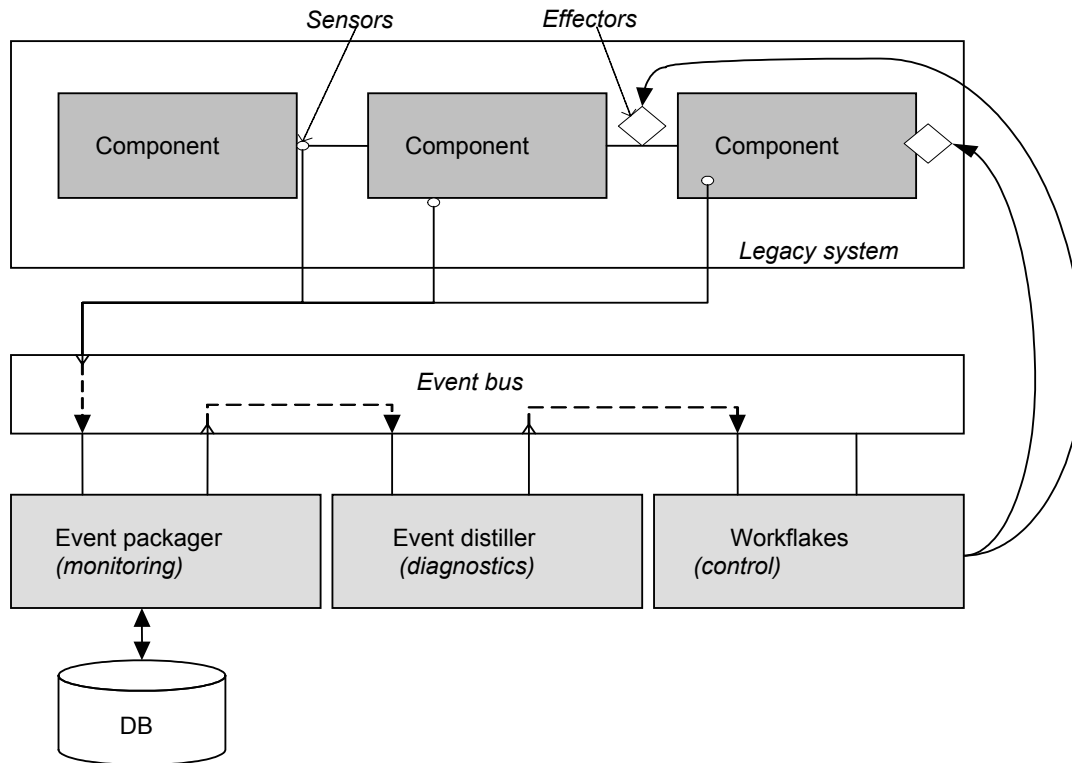 Sensors
Effectors
Component
Component
Component
Legacy system
Event bus
Event packager
(monitoring)
Event distiller
(diagnostics)
Workflakes
(control)
DB